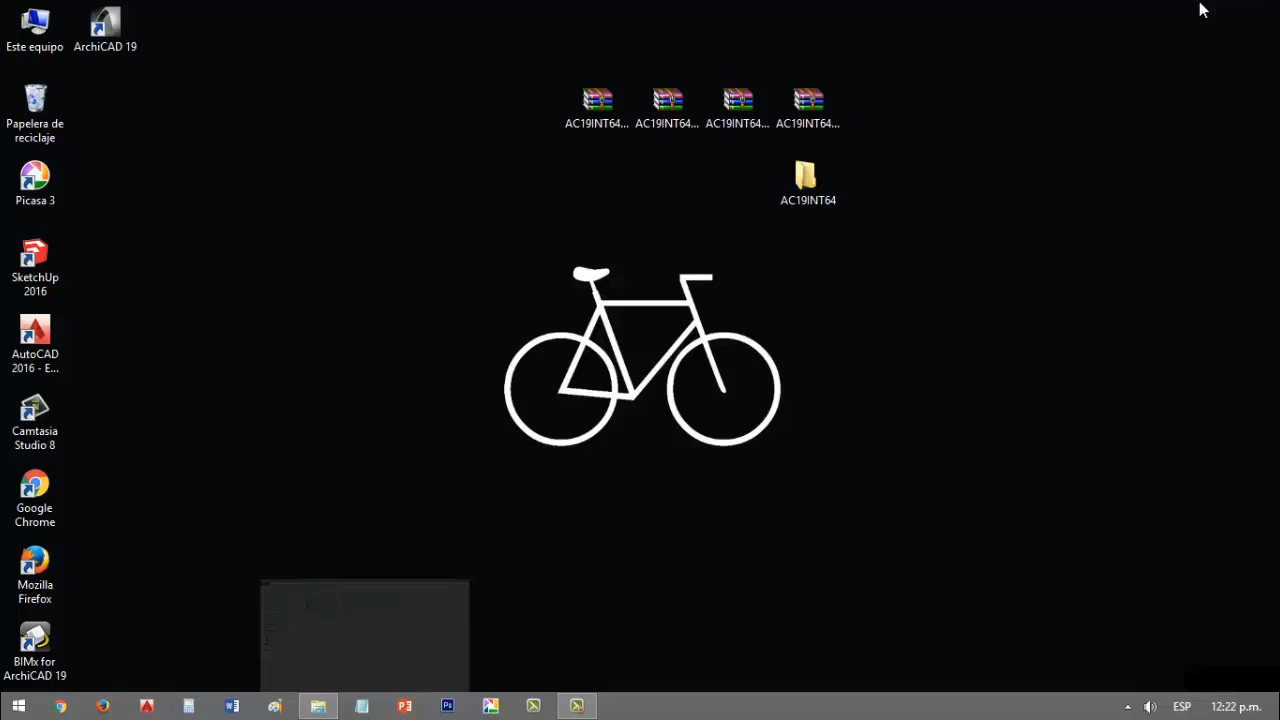 Este equipo
ArchiCAD 19
AC19INT64...
AC19INT64...
AC19INT64...
AC19INT64...
Papelera de
reciclaje
AC19INT64
Picasa 3
SketchUp
2016
AutoCAD
2016 - E...
Camtasia
Studio 8
Google
Chrome
Mozilla
Firefox
BIMx for
ArchiCAD 19
ESP
12:22 p.m.